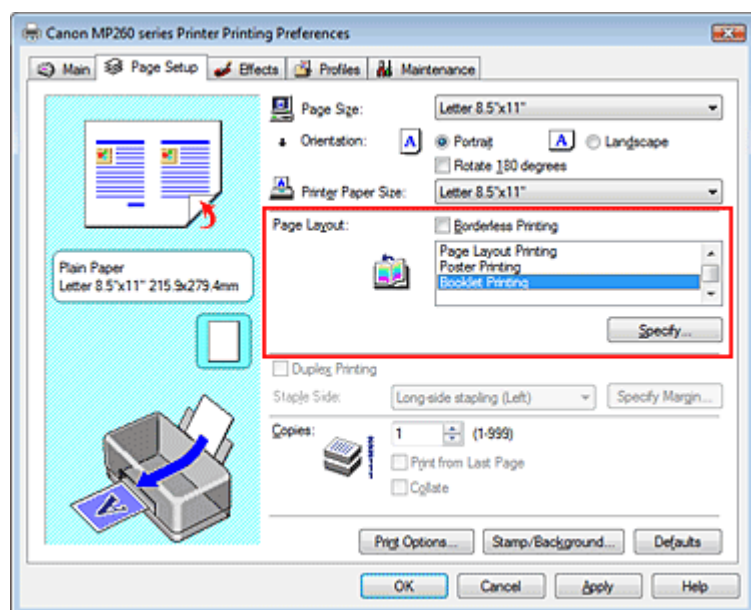 Canon MP260 series Printer Printing Preferences
Main Page Setup Effects Profiles Maintenance
Page Size: Letter 8.5"x11"
Orientation: A Portrait A Landscape
Rotate 180 degrees
Printer Paper Size: Letter 8.5"x11"
Page Layout: Borderless Printing
Page Layout Printing
Poster Printing
Booklet Printing
Specify...
Plain Paper
Letter 8.5"x11" 215.9x279.4mm
Duplex Printing
Staple Side: Long-side stapling (Left) Specify Margin...
Copies: 1 (1-999)
Print from Last Page
Collate
Print Options... Stamp/Background... Defaults
OK Cancel Apply Help